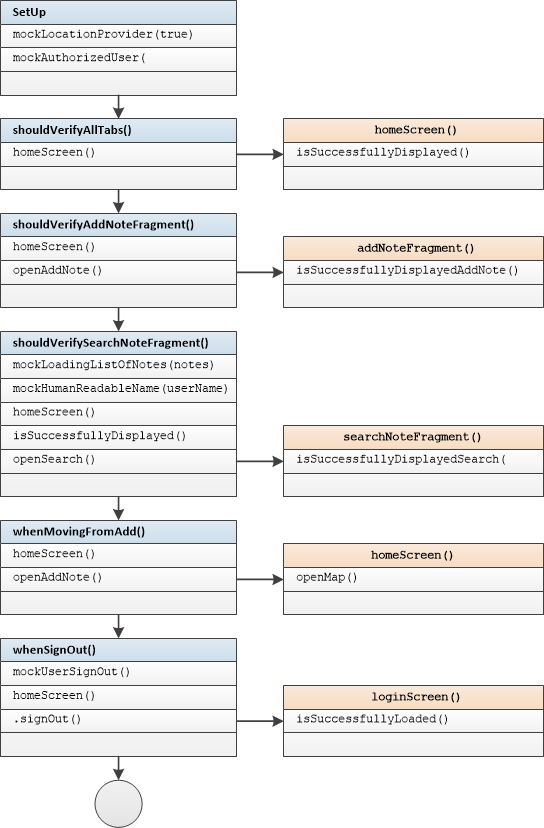 SetUp
mockLocationProvider(true)
mockAuthorizedUser(
shouldVerifyAllTabs()
homeScreen()
homeScreen()
isSuccessfullyDisplayed()
shouldVerifyAddNoteFragment()
homeScreen()
openAddNote()
addNoteFragment()
isSuccessfullyDisplayedAddNote()
shouldVerifySearchNoteFragment()
mockLoadingListOfNotes(notes)
mockHumanReadableName(userName)
homeScreen()
isSuccessfullyDisplayed()
openSearch()
searchNoteFragment()
isSuccessfullyDisplayedSearch(
whenMovingFromAdd()
homeScreen()
openAddNote()
homeScreen()
openMap()
whenSignOut()
mockUserSignOut()
homeScreen()
.signOut()
loginScreen()
isSuccessfullyLoaded()